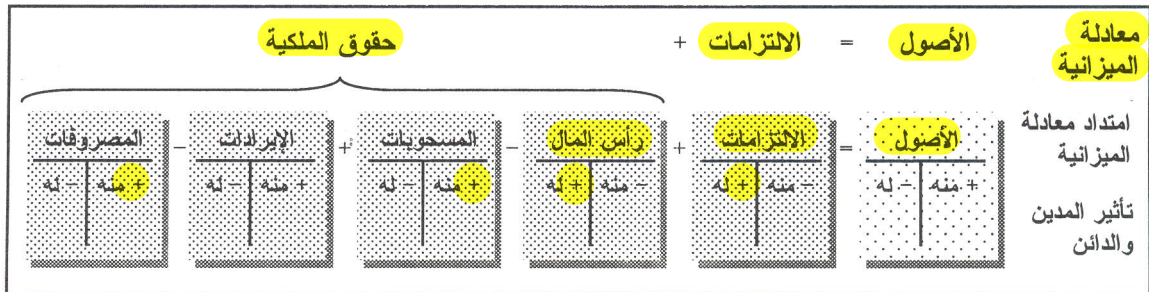 معادلة الأصول = الالتزامات + حقوق الملكية
الميزانية
امتداد معادلة
الميزانية
الأصول = الالتزامات + رأس المال - المسحوبات + الإيرادات - المصروفات
+ منه - له - منه + له - منه + له + منه - له + منه - له + منه - له
تأثير المدين
والدائن